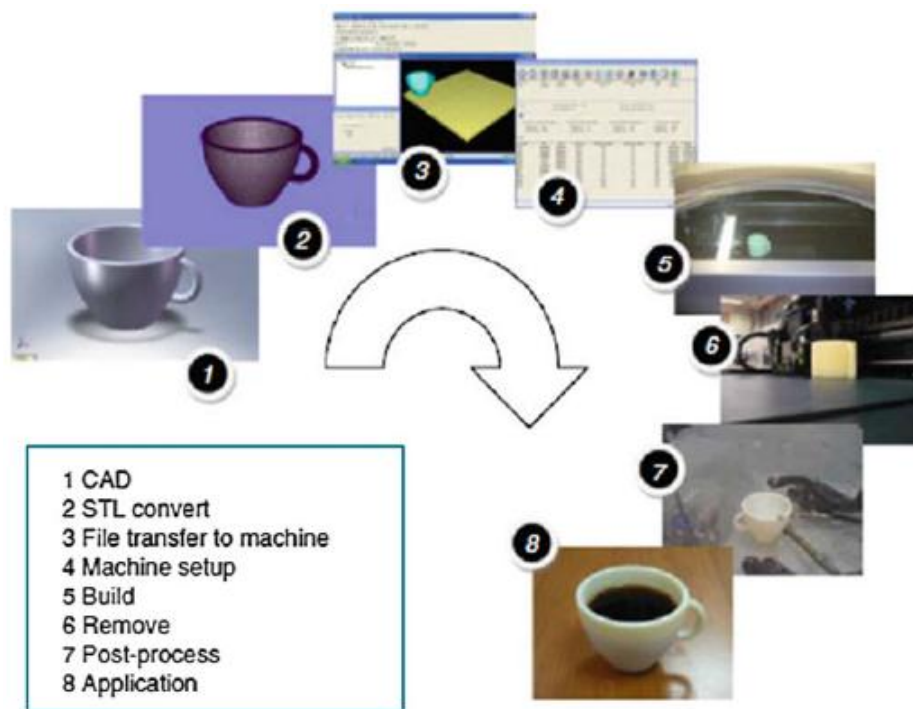 3
4
2
5
1
6
7
8
1 CAD
2 STL convert
3 File transfer to machine
4 Machine setup
5 Build
6 Remove
7 Post-process
8 Application